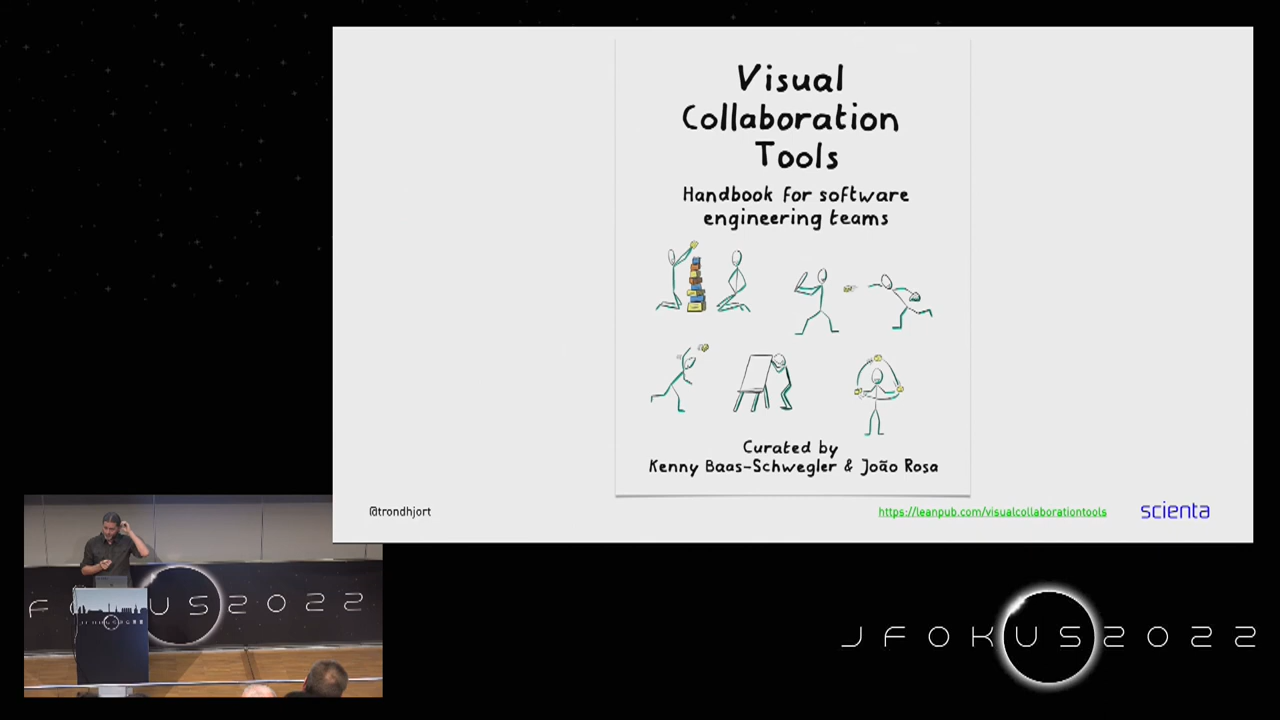 Visual
Collaboration
Tools
Handbook for software
engineering teams
Curated by
Kenny Baas-Schwegler & João Rosa
@trondhjort
https://leanpub.com/visualcollaborationtools
scienta
FOKUS2022
JFOKUS2022